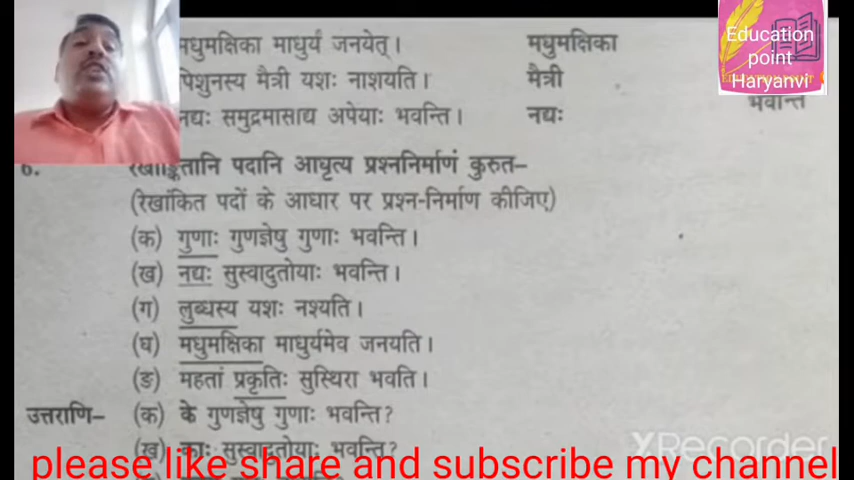 मधुमक्षिका माधुर्यं जनयेत्। मधुमक्षिका
पिशुनस्य मैत्री यशः नाशयति। मैत्री
नद्यः समुद्रमासाद्य अपेयाः भवन्ति। नद्यः भवन्ति
Education
point
Haryanvi
6. रेखाङ्कितानि पदानि आधृत्य प्रश्ननिर्माणं कुरुत–
(रेखांकित पदों के आधार पर प्रश्न-निर्माण कीजिए)
(क) गुणाः गुणज्ञेषु गुणाः भवन्ति।
(ख) नद्यः सुस्वादुतोयाः भवन्ति।
(ग) लुब्धस्य यशः नश्यति।
(घ) मधुमक्षिका माधुर्यमेव जनयति।
(ङ) महतां प्रकृतिः सुस्थिरा भवति।
उत्तराणि– (क) के गुणज्ञेषु गुणाः भवन्ति?
(ख) काः सुस्वादुतोयाः भवन्ति?
XRecorder
please like share and subscribe my channel